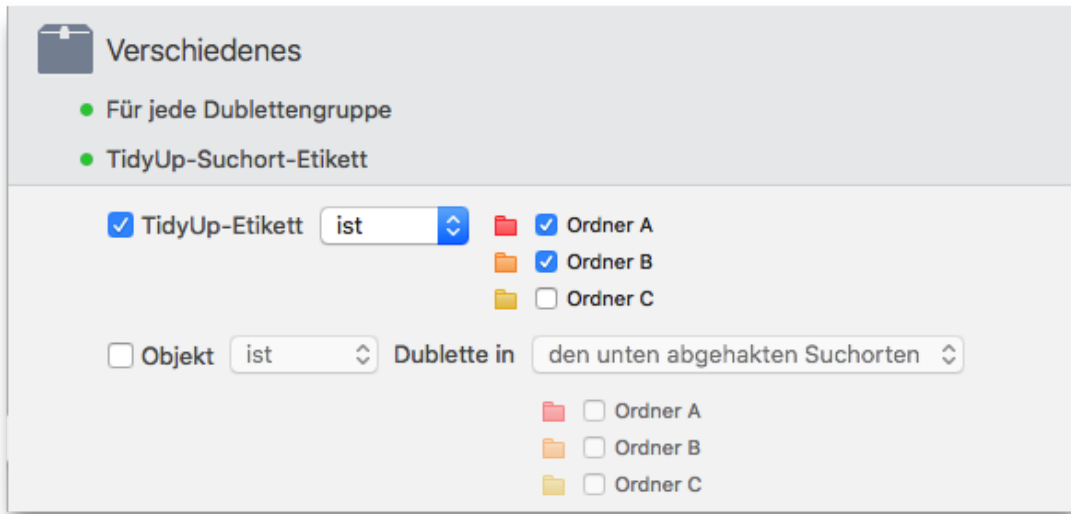 Verschiedenes
Für jede Dublettengruppe
TidyUp-Suchort-Etikett
TidyUp-Etikett ist Ordner A
Ordner B
Ordner C
Objekt ist Dublette in den unten abgehakten Suchorten
Ordner A
Ordner B
Ordner C